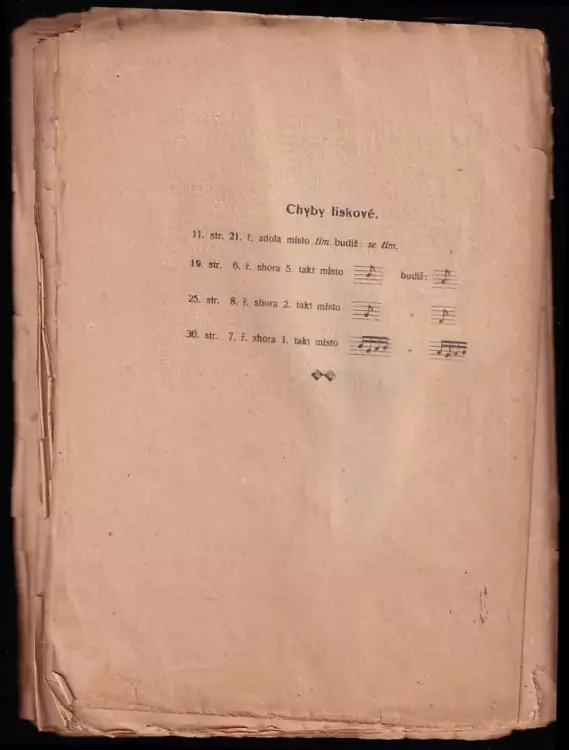 Chyby tiskové.
11. str. 21. ř. zdola místo tím budiž: se tím.
19. str. 6. ř. shora 5. takt místo budiž:
25. str. 8. ř. shora 2. takt místo „
30. str. 7. ř. shora 1. takt místo „